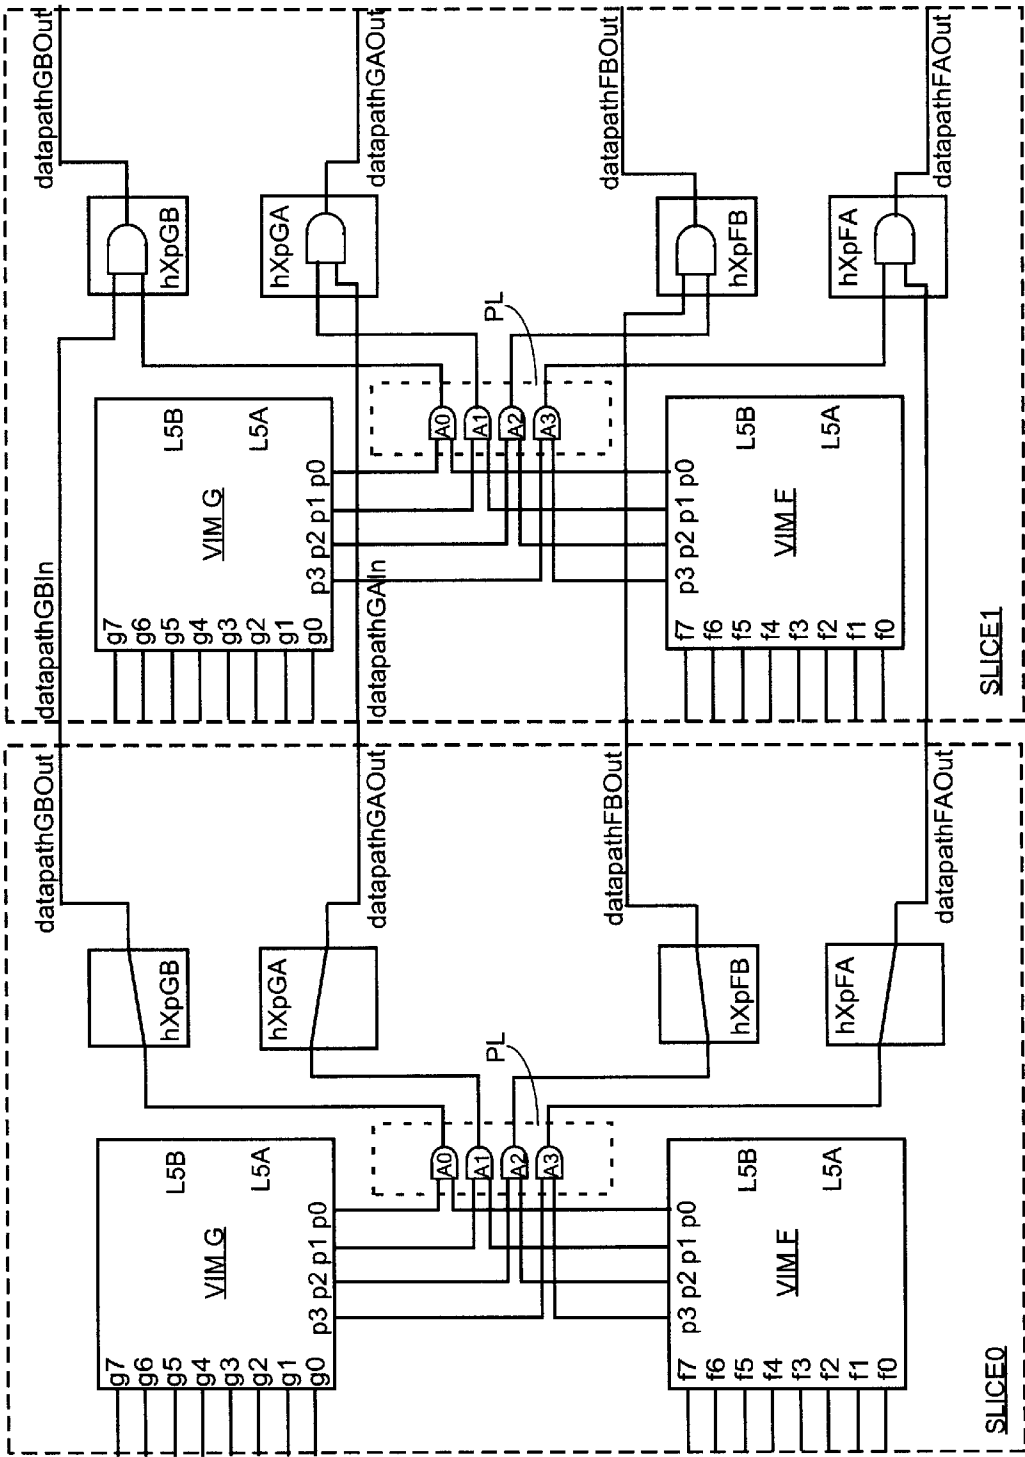 SLICE0
g7
g6
g5
g4
g3
g2
g1
g0
VIM G
p3 p2 p1 p0
L5B
L5A
f7
f6
f5
f4
f3
f2
f1
f0
VIM F
p3 p2 p1 p0
L5B
L5A
A0
A1
A2
A3
PL
hXpGB
hXpGA
hXpFB
hXpFA
datapathGBOut
datapathGAOut
datapathFBOut
datapathFAOut
SLICE1
datapathGBIn
datapathGAIn
g7
g6
g5
g4
g3
g2
g1
g0
VIM G
p3 p2 p1 p0
L5B
L5A
f7
f6
f5
f4
f3
f2
f1
f0
VIM F
p3 p2 p1 p0
L5B
L5A
A0
A1
A2
A3
PL
hXpGB
hXpGA
hXpFB
hXpFA
datapathGBOut
datapathGAOut
datapathFBOut
datapathFAOut